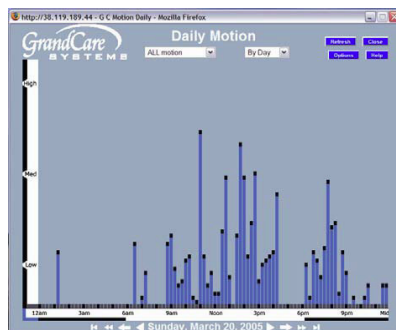 http://38.119.189.44 - G C Motion Daily - Mozilla Firefox
GrandCare
SYSTEMS
Daily Motion
ALL motion
By Day
Refresh
Close
Options
Help
High
Med
Low
12am 3am 6am 9am Noon 3pm 6pm 9pm Mid
Sunday, March 20, 2005